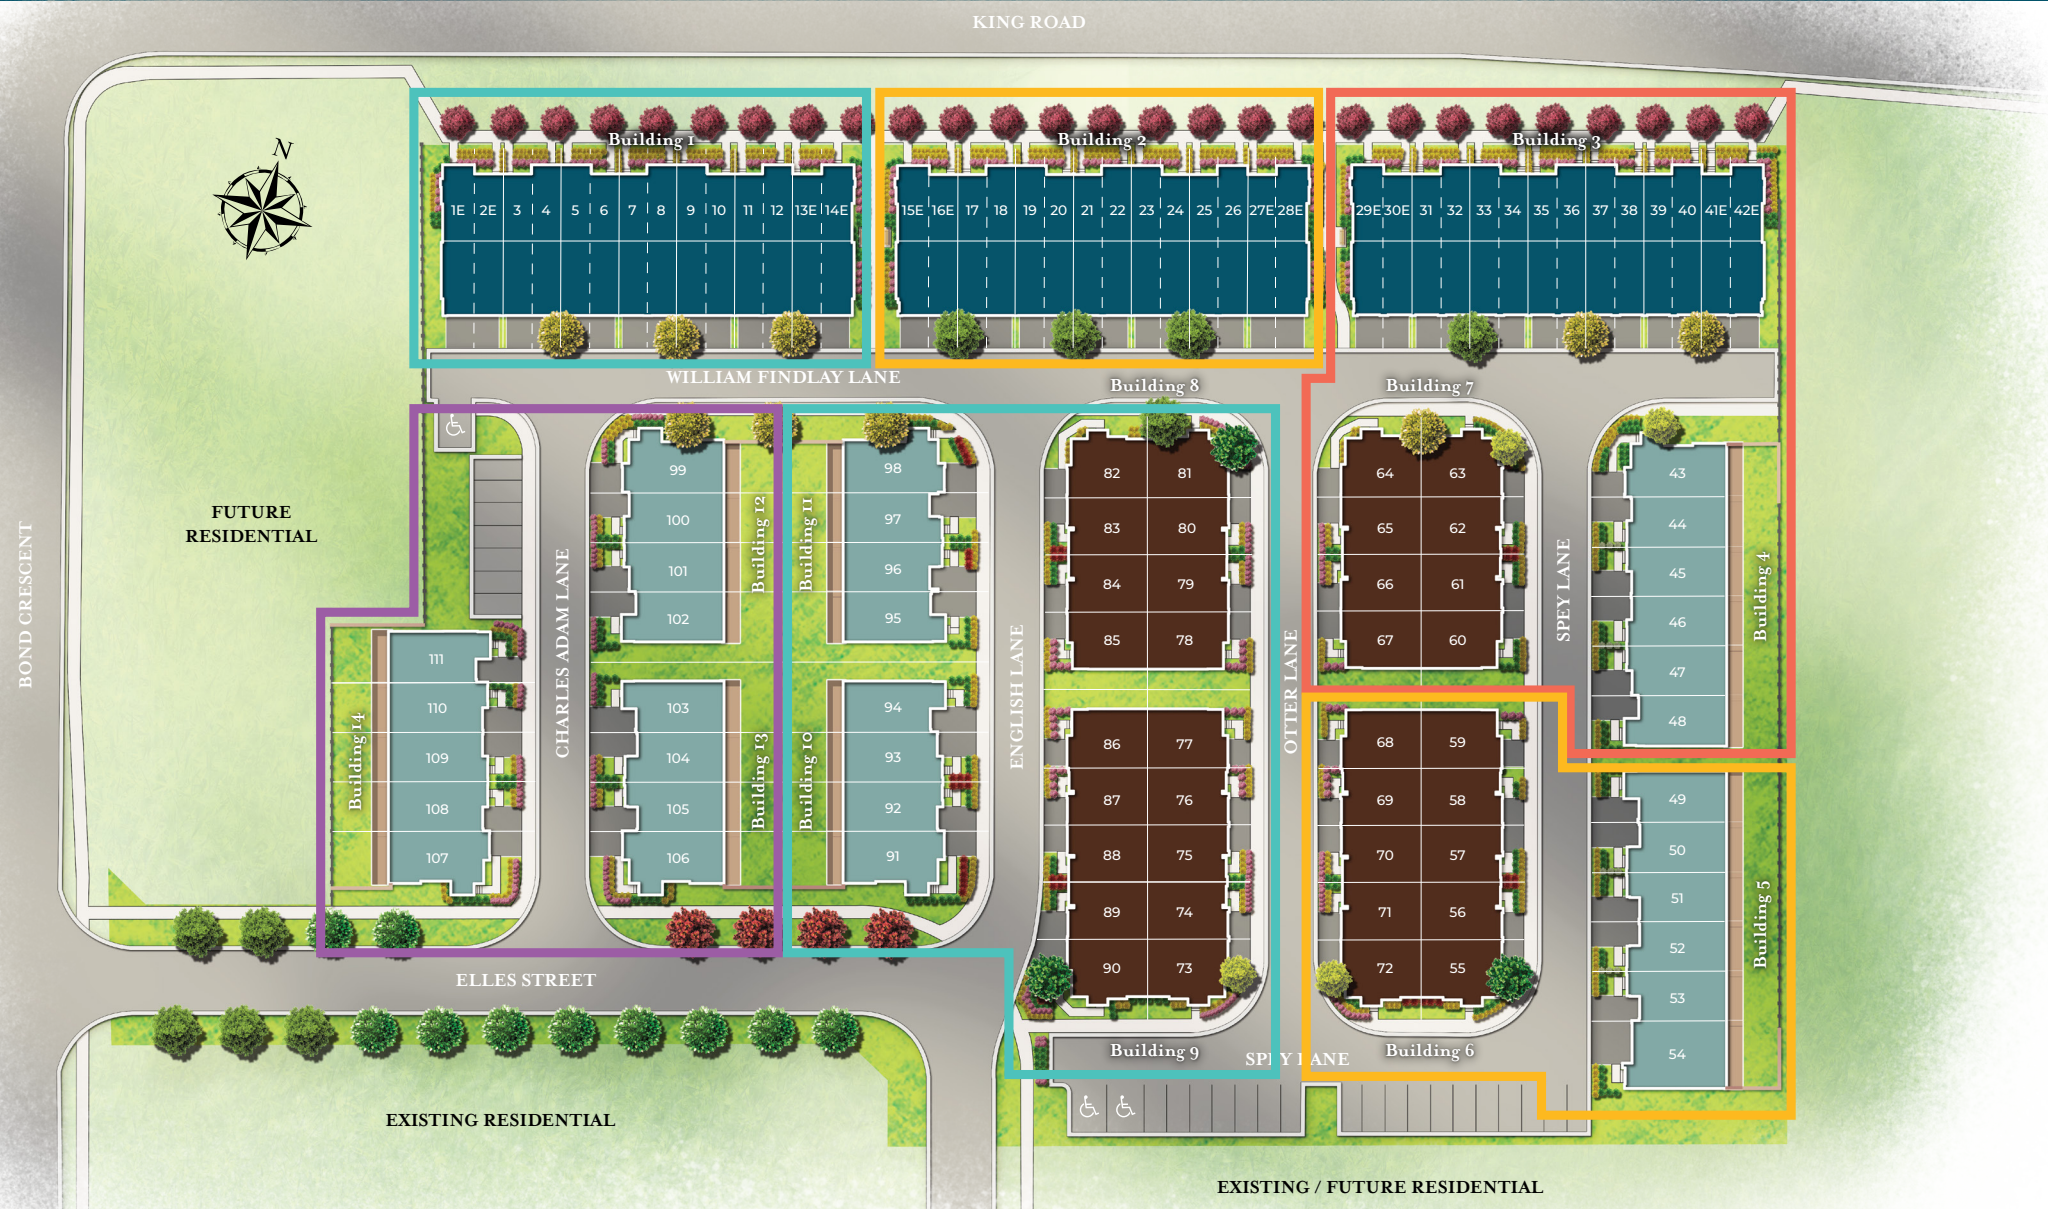 KING ROAD
Building 1
Building 2
Building 3
N
1E 2E 3 4 5 6 7 8 9 10 11 12 13E 14E
15E 16E 17 18 19 20 21 22 23 24 25 26 27E 28E
29E 30E 31 32 33 34 35 36 37 38 39 40 41E 42E
WILLIAM FINDLAY LANE
Building 8
Building 7
FUTURE
RESIDENTIAL
BOND CRESCENT
99
100
101
102
Building 12
Building 11
98
97
96
95
82 81
83 80
84 79
85 78
64 63
65 62
66 61
67 60
43
44
45
46
47
48
Building 4
CHARLES ADAM LANE
ENGLISH LANE
OTTER LANE
SPEY LANE
Building 14
111
110
109
108
107
103
104
105
106
Building 13
Building 10
94
93
92
91
86 77
87 76
88 75
89 74
90 73
68 59
69 58
70 57
71 56
72 55
49
50
51
52
53
54
Building 5
ELLES STREET
Building 9
SPEY LANE
Building 6
EXISTING RESIDENTIAL
EXISTING / FUTURE RESIDENTIAL